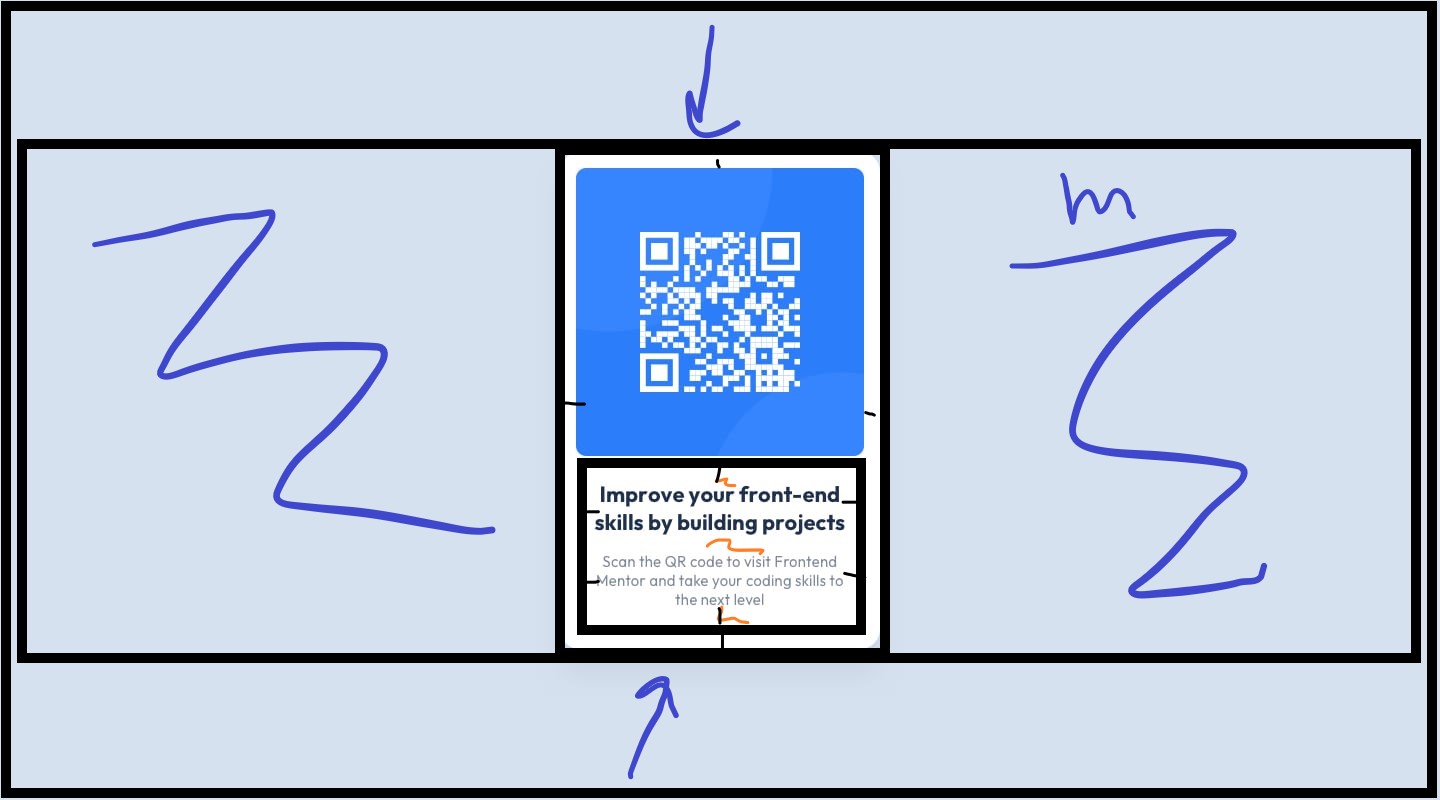 m
Improve your front-end
skills by building projects
Scan the QR code to visit Frontend
Mentor and take your coding skills to
the next level